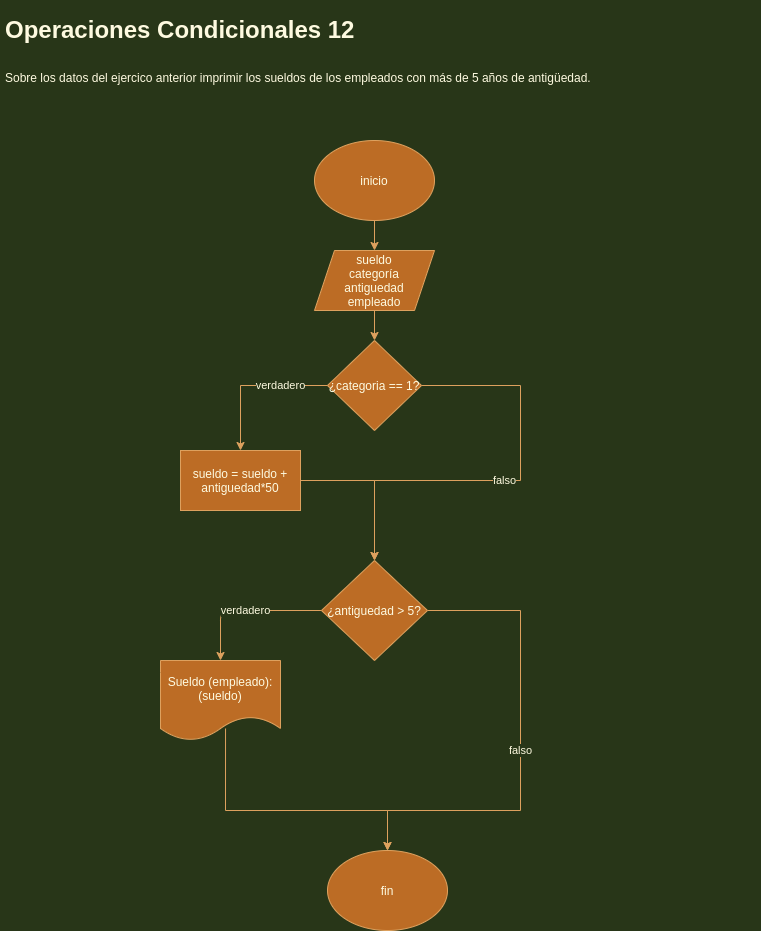 Operaciones Condicionales 12
Sobre los datos del ejercico anterior imprimir los sueldos de los empleados con más de 5 años de antigüedad.
inicio
sueldo
categoría
antiguedad
empleado
¿categoria == 1?
verdadero
sueldo = sueldo +
antiguedad*50
falso
¿antiguedad > 5?
verdadero
Sueldo (empleado):
(sueldo)
falso
fin